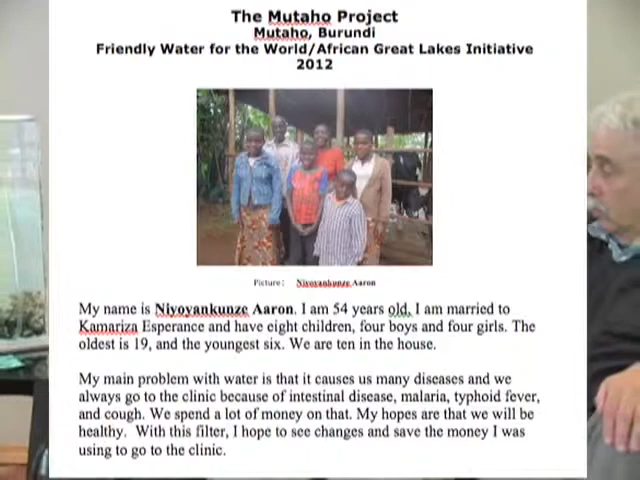 The Mutaho Project
Mutaho, Burundi
Friendly Water for the World/African Great Lakes Initiative
2012
Picture: Nivoyankunze Aaron
My name is Nivoyankunze Aaron. I am 54 years old, I am married to
Kamariza Esperance and have eight children, four boys and four girls. The
oldest is 19, and the youngest six. We are ten in the house.
My main problem with water is that it causes us many diseases and we
always go to the clinic because of intestinal disease, malaria, typhoid fever,
and cough. We spend a lot of money on that. My hopes are that we will be
healthy. With this filter, I hope to see changes and save the money I was
using to go to the clinic.